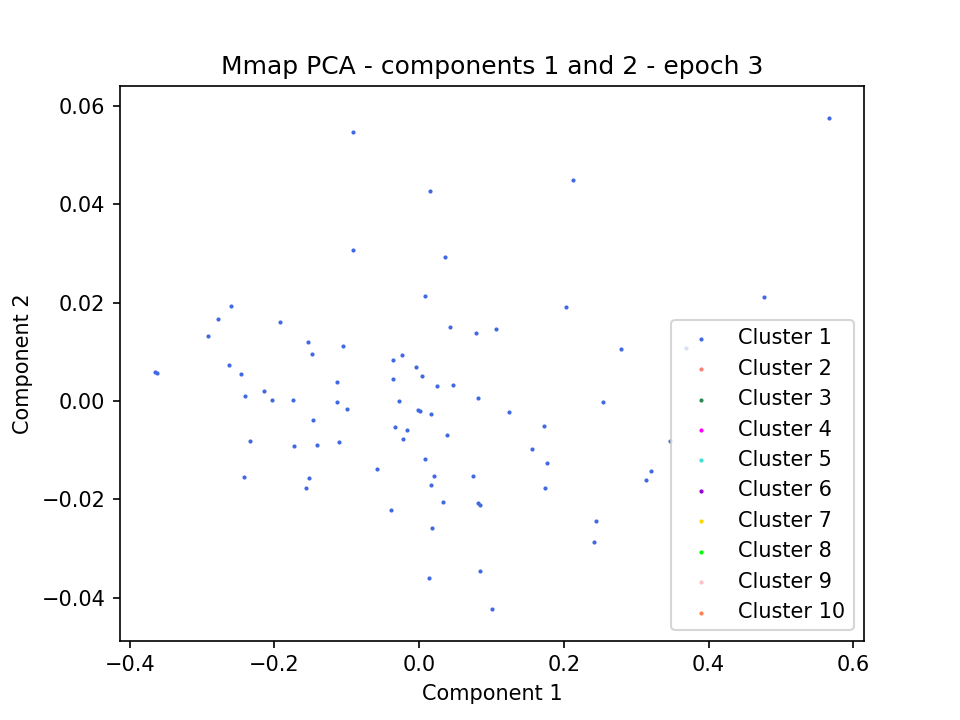 Mmap PCA - components 1 and 2 - epoch 3
0.06
0.04
0.02
0.00
−0.02
−0.04
Component 2
Cluster 1
Cluster 2
Cluster 3
Cluster 4
Cluster 5
Cluster 6
Cluster 7
Cluster 8
Cluster 9
Cluster 10
−0.4
−0.2
0.0
0.2
0.4
0.6
Component 1